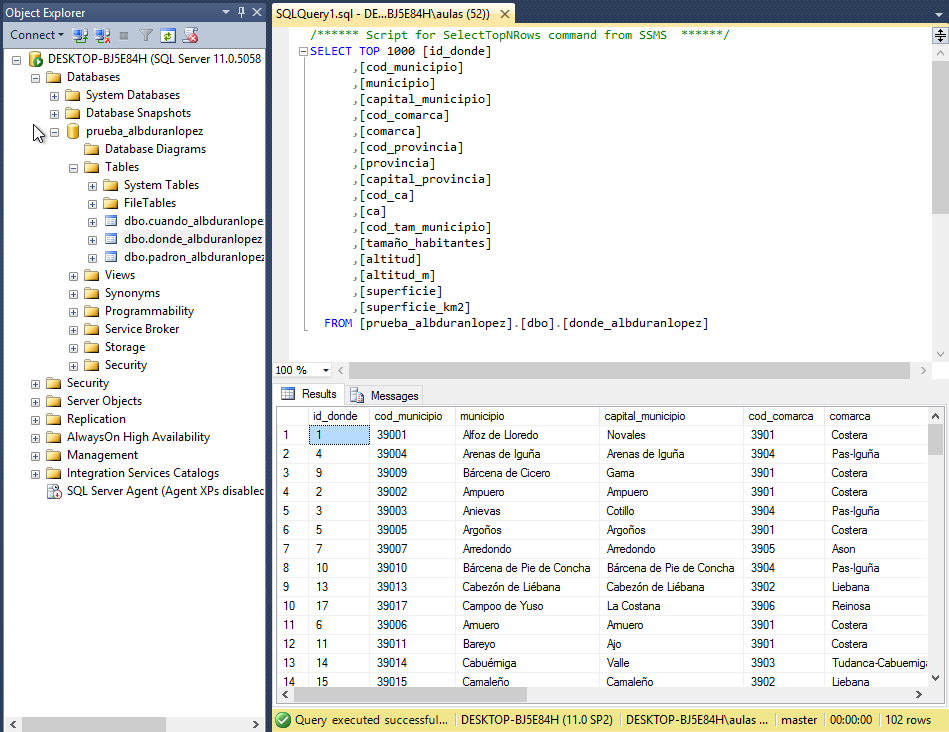 Object Explorer
Connect
DESKTOP-BJ5E84H (SQL Server 11.0.5058
Databases
System Databases
Database Snapshots
prueba_albduranlopez
Database Diagrams
Tables
System Tables
FileTables
dbo.cuando_albduranlopez
dbo.donde_albduranlopez
dbo.padron_albduranlopez
Views
Synonyms
Programmability
Service Broker
Storage
Security
Security
Server Objects
Replication
AlwaysOn High Availability
Management
Integration Services Catalogs
SQL Server Agent (Agent XPs disabled
SQLQuery1.sql - DE...BJ5E84H\aulas (52))
/****** Script for SelectTopNRows command from SSMS ******/
SELECT TOP 1000 [id_donde]
,[cod_municipio]
,[municipio]
,[capital_municipio]
,[cod_comarca]
,[comarca]
,[cod_provincia]
,[provincia]
,[capital_provincia]
,[cod_ca]
,[ca]
,[cod_tam_municipio]
,[tamaño_habitantes]
,[altitud]
,[altitud_m]
,[superficie]
,[superficie_km2]
FROM [prueba_albduranlopez].[dbo].[donde_albduranlopez]
100 %
Results Messages
id_donde cod_municipio municipio capital_municipio cod_comarca comarca
1 1 39001 Alfoz de Lloredo Novales 3901 Costera
2 4 39004 Arenas de Iguña Arenas de Iguña 3904 Pas-Iguña
3 9 39009 Bárcena de Cicero Gama 3901 Costera
4 2 39002 Ampuero Ampuero 3901 Costera
5 3 39003 Anievas Cotillo 3904 Pas-Iguña
6 5 39005 Argoños Argoños 3901 Costera
7 7 39007 Arredondo Arredondo 3905 Ason
8 10 39010 Bárcena de Pie de Concha Bárcena de Pie de Concha 3904 Pas-Iguña
9 13 39013 Cabezón de Liébana Cabezón de Liébana 3902 Liebana
10 17 39017 Campoo de Yuso La Costana 3906 Reinosa
11 6 39006 Arnuero Arnuero 3901 Costera
12 11 39011 Bareyo Ajo 3901 Costera
13 14 39014 Cabuérniga Valle 3903 Tudanca-Cabuerniga
14 15 39015 Camaleño Camaleño 3902 Liebana
Query executed successful... DESKTOP-BJ5E84H (11.0 SP2) DESKTOP-BJ5E84H\aulas ... master 00:00:00 102 rows